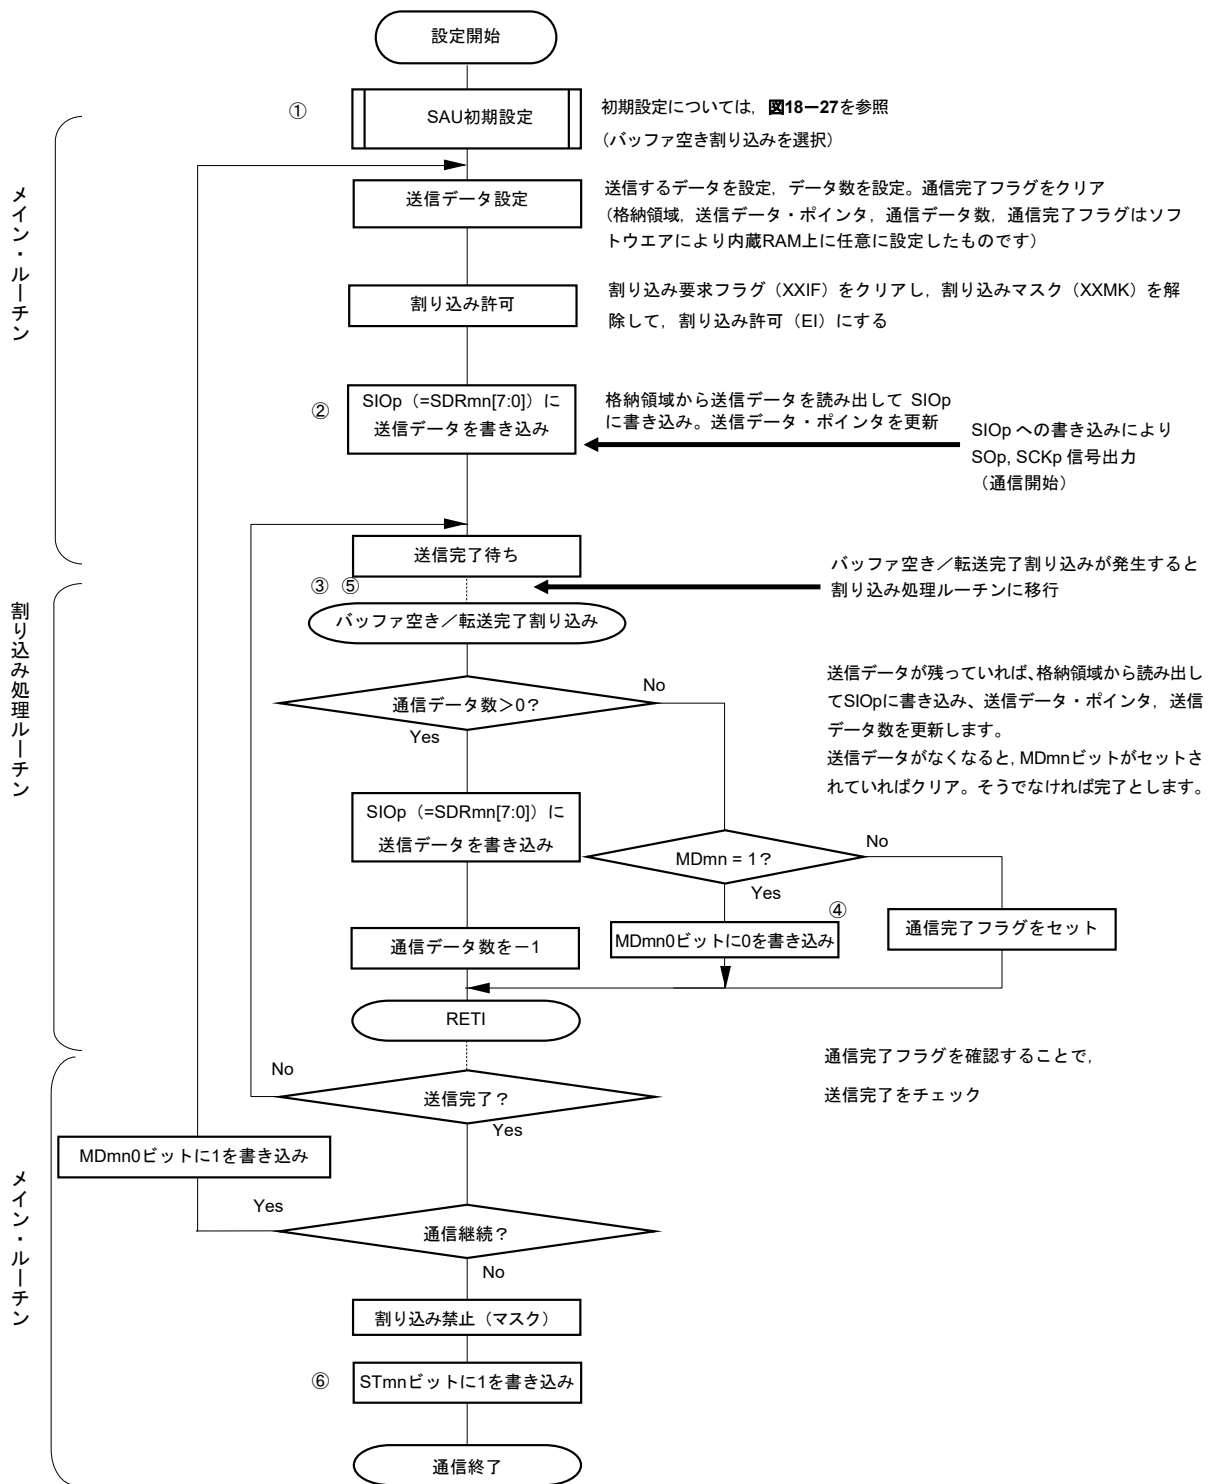 設定開始
①
SAU初期設定
初期設定については，図18－27を参照
（バッファ空き割り込みを選択）
メイン・ルーチン
送信データ設定
送信するデータを設定，データ数を設定。通信完了フラグをクリア
（格納領域，送信データ・ポインタ，通信データ数，通信完了フラグはソフ
トウエアにより内蔵RAM上に任意に設定したものです）
割り込み許可
割り込み要求フラグ（XXIF）をクリアし，割り込みマスク（XXMK）を解
除して，割り込み許可（EI）にする
②
SIOp（=SDRmn[7:0]）に
送信データを書き込み
格納領域から送信データを読み出して SIOp
に書き込み。送信データ・ポインタを更新
SIOp への書き込みにより
SOp, SCKp 信号出力
（通信開始）
送信完了待ち
バッファ空き／転送完了割り込みが発生すると
割り込み処理ルーチンに移行
③ ⑤
バッファ空き／転送完了割り込み
割り込み処理ルーチン
通信データ数＞0？
No
Yes
送信データが残っていれば、格納領域から読み出し
てSIOpに書き込み、送信データ・ポインタ，送信
データ数を更新します。
送信データがなくなると，MDmnビットがセットさ
れていればクリア。そうでなければ完了とします。
SIOp（=SDRmn[7:0]）に
送信データを書き込み
MDmn = 1？
No
Yes
④
通信データ数を－1
MDmn0ビットに0を書き込み
通信完了フラグをセット
RETI
通信完了フラグを確認することで，
送信完了をチェック
No
送信完了？
Yes
MDmn0ビットに1を書き込み
メイン・ルーチン
Yes
通信継続？
No
割り込み禁止（マスク）
⑥
STmnビットに1を書き込み
通信終了